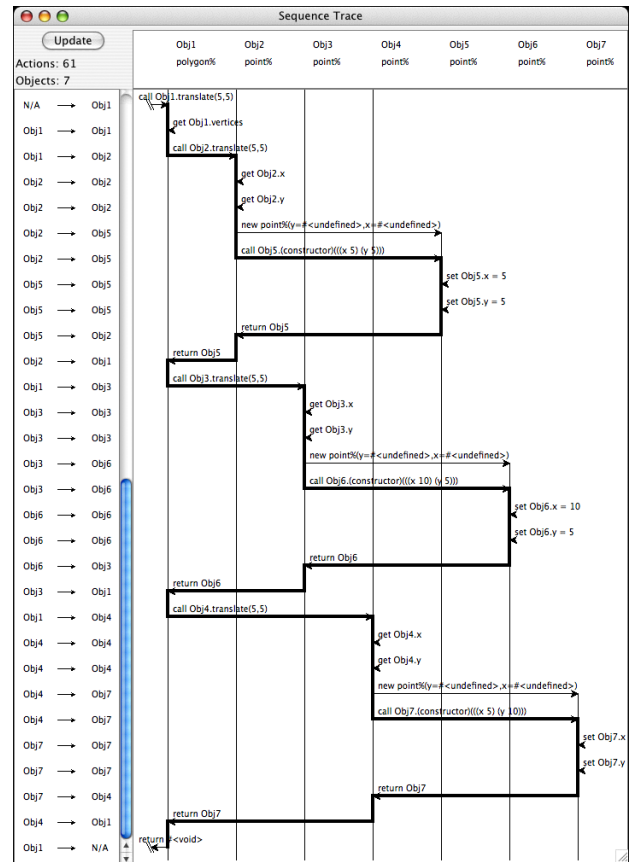 Sequence Trace
Update
Actions: 61
Objects: 7
Obj1 Obj2 Obj3 Obj4 Obj5 Obj6 Obj7
polygon% point% point% point% point% point% point%
N/A → Obj1 call Obj1.translate(5,5)
Obj1 → Obj1 get Obj1.vertices
Obj1 → Obj2 call Obj2.translate(5,5)
Obj2 → Obj2 get Obj2.x
Obj2 → Obj2 get Obj2.y
Obj2 → Obj5 new point%(y=#<undefined>,x=#<undefined>)
Obj2 → Obj5 call Obj5.(constructor)(((x 5) (y 5)))
Obj5 → Obj5 set Obj5.x = 5
Obj5 → Obj5 set Obj5.y = 5
Obj5 → Obj2 return Obj5
Obj2 → Obj1 return Obj5
Obj1 → Obj3 call Obj3.translate(5,5)
Obj3 → Obj3 get Obj3.x
Obj3 → Obj3 get Obj3.y
Obj3 → Obj6 new point%(y=#<undefined>,x=#<undefined>)
Obj3 → Obj6 call Obj6.(constructor)(((x 10) (y 5)))
Obj6 → Obj6 set Obj6.x = 10
Obj6 → Obj6 set Obj6.y = 5
Obj6 → Obj3 return Obj6
Obj3 → Obj1 return Obj6
Obj1 → Obj4 call Obj4.translate(5,5)
Obj4 → Obj4 get Obj4.x
Obj4 → Obj4 get Obj4.y
Obj4 → Obj7 new point%(y=#<undefined>,x=#<undefined>)
Obj4 → Obj7 call Obj7.(constructor)(((x 5) (y 10)))
Obj7 → Obj7 set Obj7.x
Obj7 → Obj7 set Obj7.y
Obj7 → Obj4 return Obj7
Obj4 → Obj1 return Obj7
Obj1 → N/A return #<void>